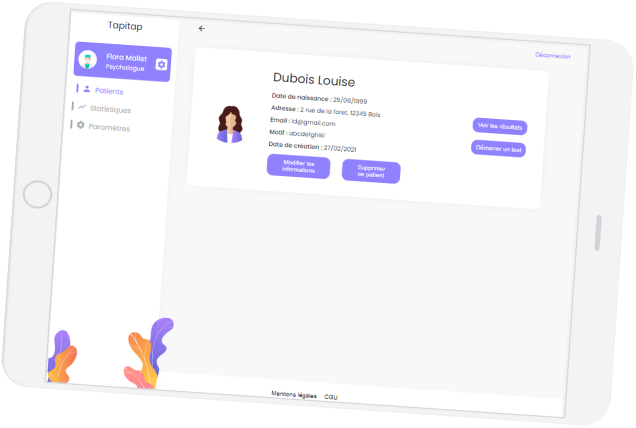 Tapitap
Déconnexion
Flora Mallet
Psychologue
Patients
Statistiques
Paramètres
Dubois Louise
Date de naissance : 25/06/1999
Adresse : 2 rue de la foret, 12345 Bois
Email : ld@gmail.com
Motif : abcdefghikl
Date de création : 27/02/2021
Voir les résultats
Démarrer un test
Modifier les
informations
Supprimer
ce patient
Mentions légales CGU